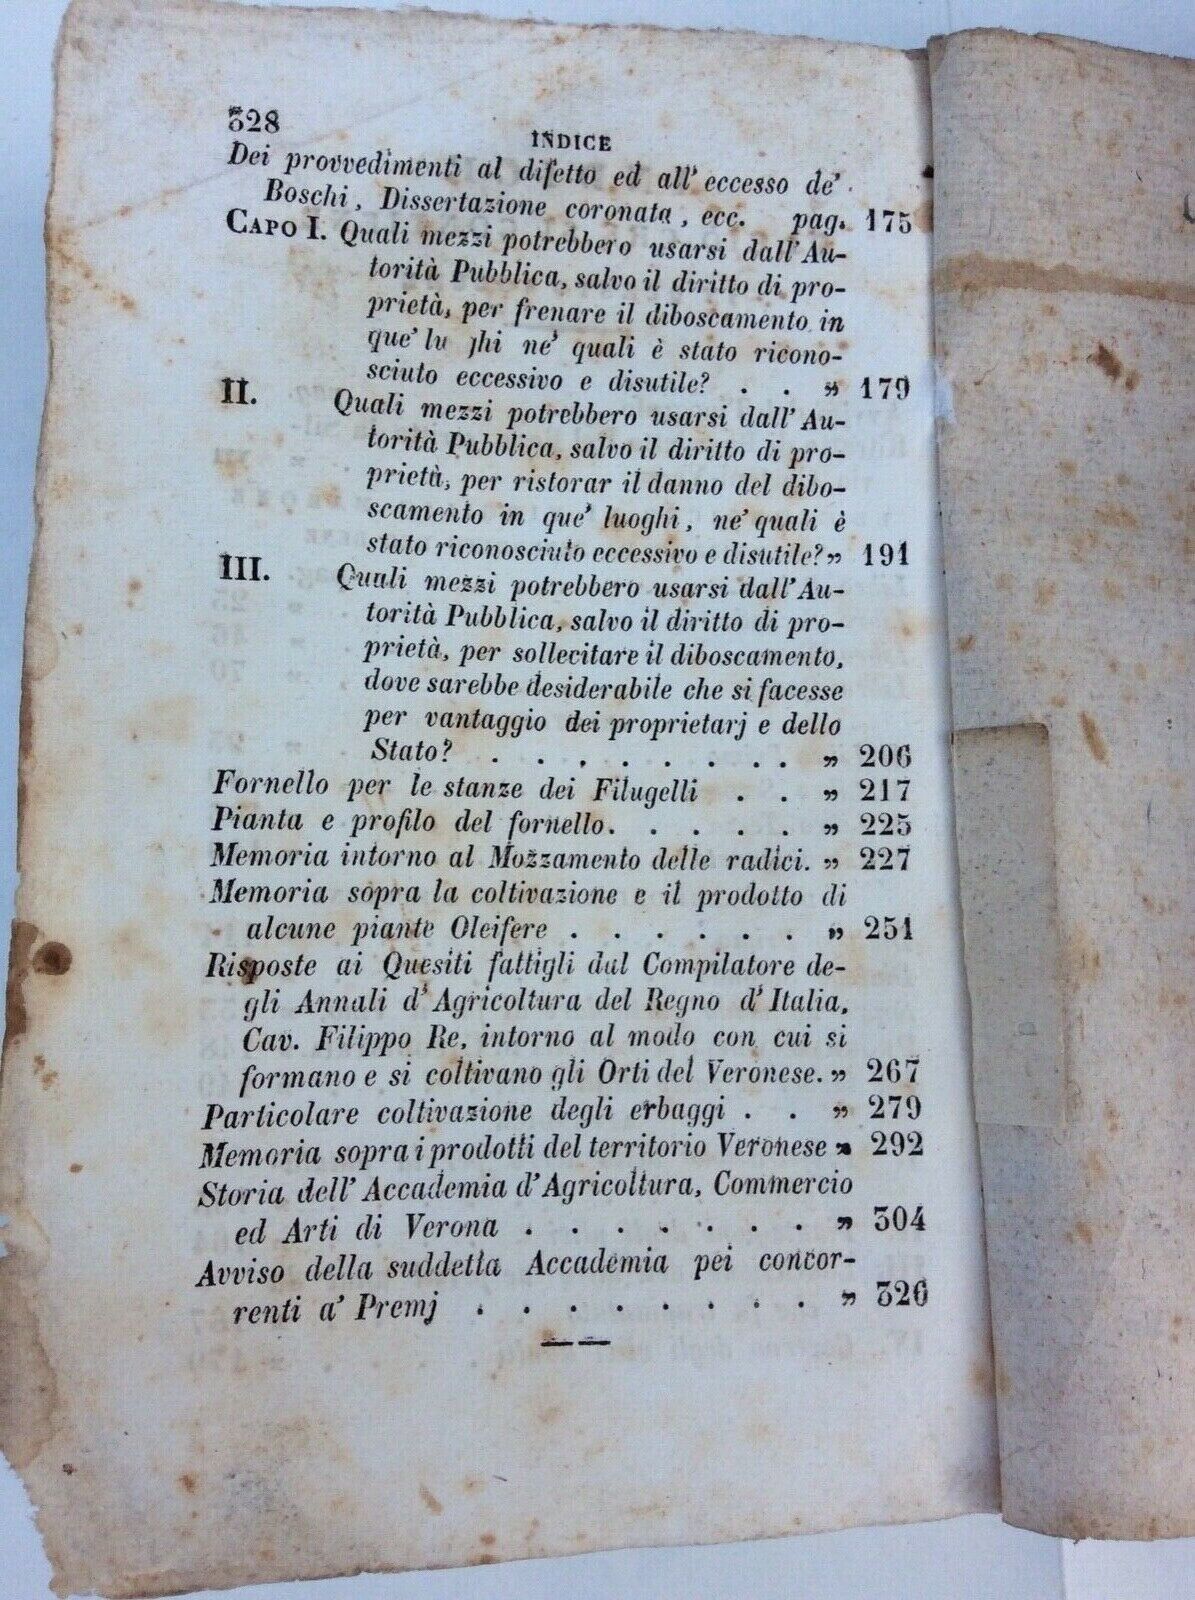 328
INDICE
Dei provvedimenti al difetto ed all' eccesso de'
Boschi, Dissertazione coronata, ecc. pag. 175
CAPO I. Quali mezzi potrebbero usarsi dall' Au-
torità Pubblica, salvo il diritto di pro-
prietà, per frenare il diboscamento in
que' lu ghi ne' quali è stato ricono-
sciuto eccessivo e disutile? . . „ 179
II. Quali mezzi potrebbero usarsi dall' Au-
torità Pubblica, salvo il diritto di pro-
prietà, per ristorar il danno del dibo-
scamento in que' luoghi, ne' quali è
stato riconosciuto eccessivo e disutile? „ 191
III. Quali mezzi potrebbero usarsi dall' Au-
torità Pubblica, salvo il diritto di pro-
prietà, per sollecitare il diboscamento,
dove sarebbe desiderabile che si facesse
per vantaggio dei proprietarj e dello
Stato? . . . . . . . . „ 206
Fornello per le stanze dei Filugelli . . „ 217
Pianta e profilo del fornello. . . . . . „ 225
Memoria intorno al Mozzamento delle radici. „ 227
Memoria sopra la coltivazione e il prodotto di
alcune piante Oleifere . . . . . . „ 251
Risposte ai Quesiti fattigli dal Compilatore de-
gli Annali d' Agricoltura del Regno d' Italia,
Cav. Filippo Re, intorno al modo con cui si
formano e si coltivano gli Orti del Veronese. „ 267
Particolare coltivazione degli erbaggi . . „ 279
Memoria sopra i prodotti del territorio Veronese „ 292
Storia dell' Accademia d' Agricoltura, Commercio
ed Arti di Verona . . . . . . . „ 304
Avviso della suddetta Accademia pei concor-
renti a' Premj . . . . . . . . „ 326